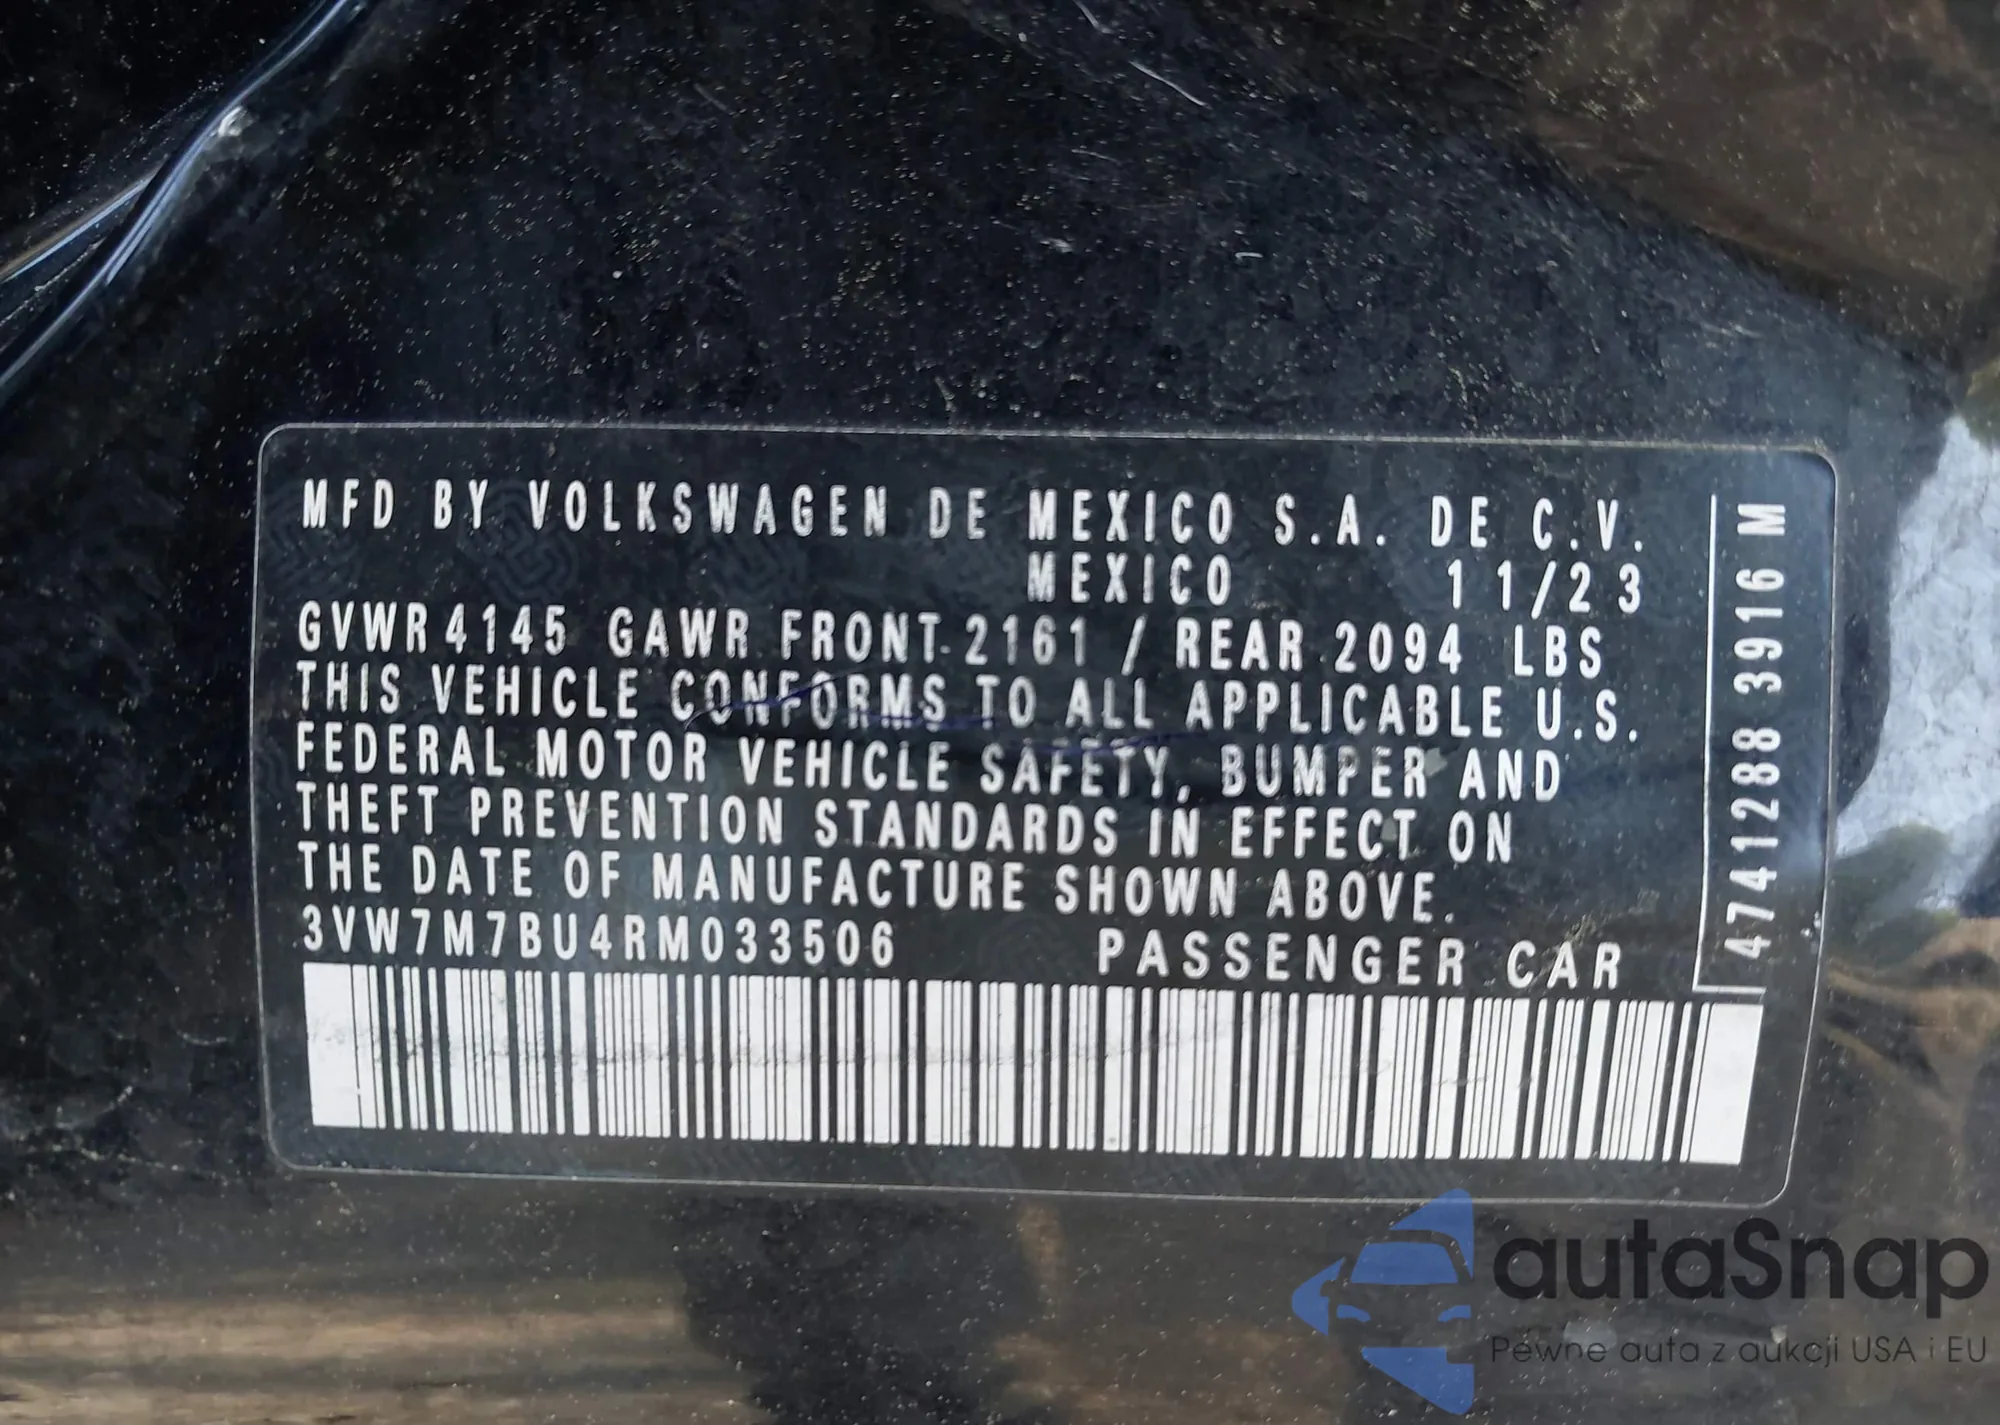 MFD BY VOLKSWAGEN DE MEXICO S.A. DE C.V.
MEXICO 11/23
GVWR 4145 GAWR FRONT 2161 / REAR 2094 LBS
THIS VEHICLE CONFORMS TO ALL APPLICABLE U.S.
FEDERAL MOTOR VEHICLE SAFETY, BUMPER AND
THEFT PREVENTION STANDARDS IN EFFECT ON
THE DATE OF MANUFACTURE SHOWN ABOVE.
3VW7M7BU4RM033506 PASSENGER CAR
4741288 3916 M
autaSnap
Pewne auta z aukcji USA i EU